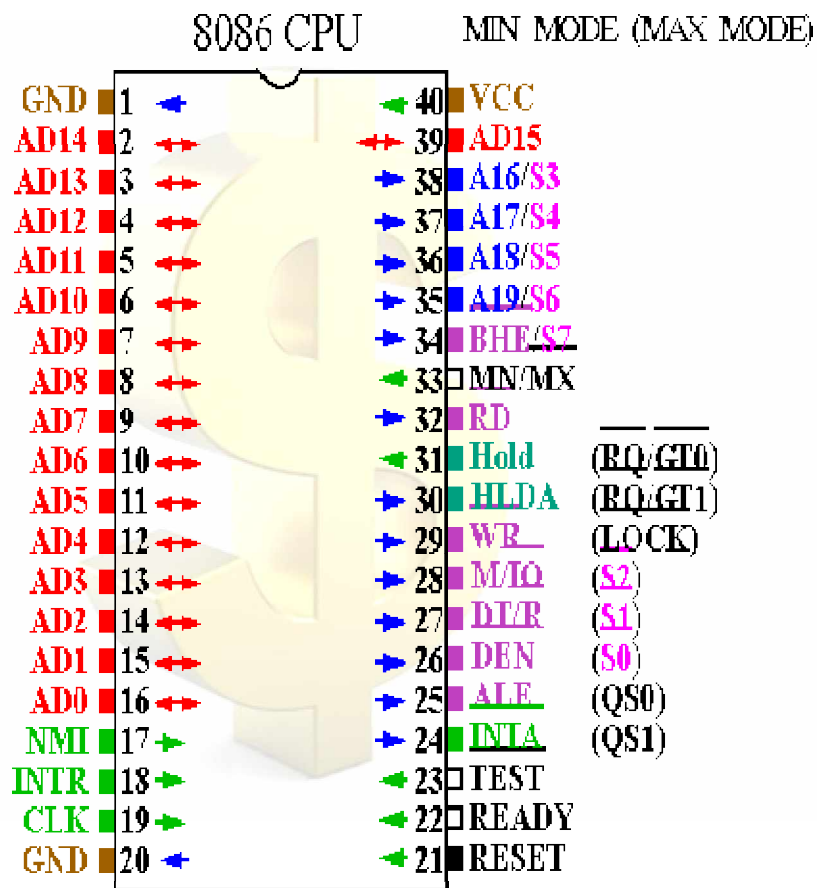 8086 CPU MIN MODE (MAX MODE)
GND 1 40 VCC
AD14 2 39 AD15
AD13 3 38 A16/S3
AD12 4 37 A17/S4
AD11 5 36 A18/S5
AD10 6 35 A19/S6
AD9 7 34 BHE/S7
AD8 8 33 MN/MX
AD7 9 32 RD
AD6 10 31 Hold (RQ/GT0)
AD5 11 30 HLDA (RQ/GT1)
AD4 12 29 WR (LOCK)
AD3 13 28 M/IO (S2)
AD2 14 27 DT/R (S1)
AD1 15 26 DEN (S0)
AD0 16 25 ALE (QS0)
NMI 17 24 INTA (QS1)
INTR 18 23 TEST
CLK 19 22 READY
GND 20 21 RESET